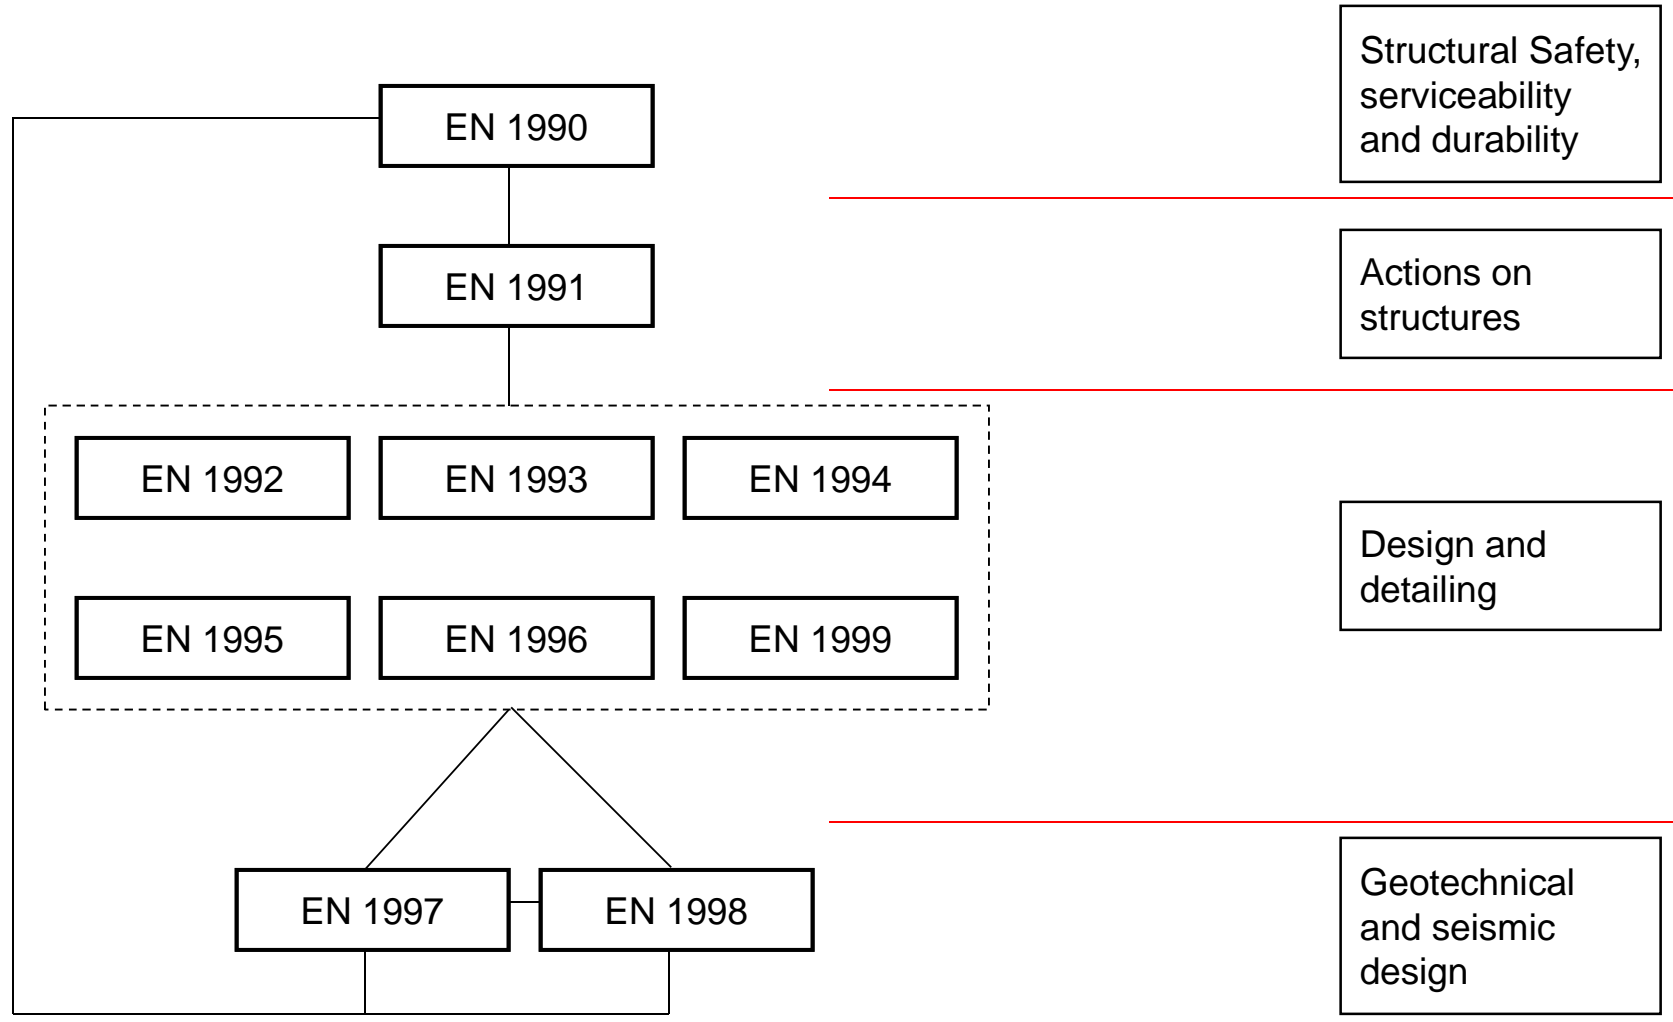 Structural Safety,
serviceability
and durability
EN 1990
Actions on
structures
EN 1991
EN 1992
EN 1993
EN 1994
Design and
detailing
EN 1995
EN 1996
EN 1999
Geotechnical
and seismic
design
EN 1997
EN 1998